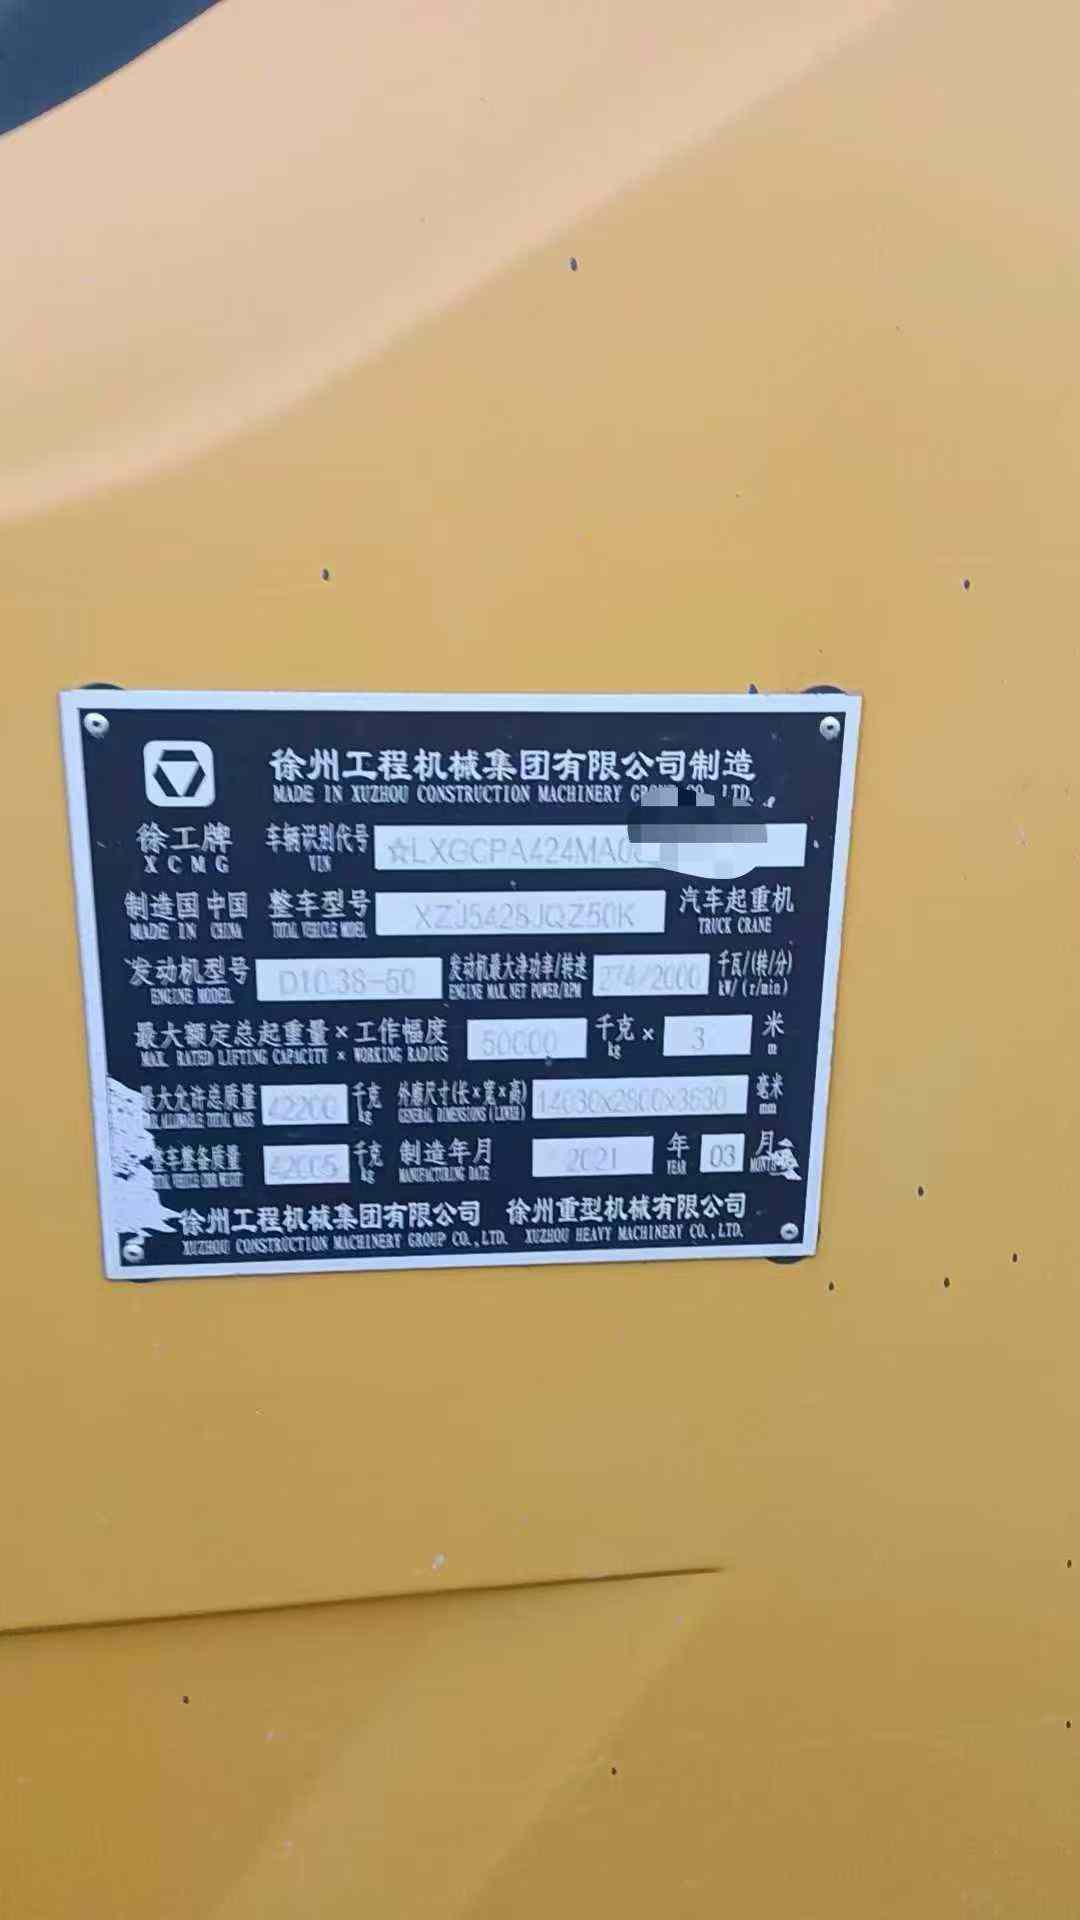 徐州工程机械集团有限公司制造
MADE IN XUZHOU CONSTRUCTION MACHINERY CO., LTD.
徐工牌 车辆识别代号 ☆LXGCPA424MA0
XCMG VIN
制造国 中国 整车型号 XZJ5428JQZ50K 汽车起重机
MADE IN CHINA TOTAL VEHICLE MODEL TRUCK CRANE
发动机型号 D10.38-50 发动机最大净功率/转速 274/2000 千瓦/(转/分)
ENGINE MODEL ENGINE MAX. NET POWER/RPM kW/(r/min)
最大额定总起重量×工作幅度 50000 千克 × 3 米
MAX. RATED LIFTING CAPACITY × WORKING RADIUS kg m
最大允许总质量 42200 千克 外廓尺寸(长×宽×高) 14030x2800x3630 毫米
ALLOWABLE TOTAL MASS kg GENERAL DIMENSIONS (LXWXH) mm
整车整备质量 42005 千克 制造年月 2021 年 03 月
kg MANUFACTURING DATE YEAR MONTH
徐州工程机械集团有限公司 徐州重型机械有限公司
XUZHOU CONSTRUCTION MACHINERY GROUP CO., LTD. XUZHOU HEAVY MACHINERY CO., LTD.